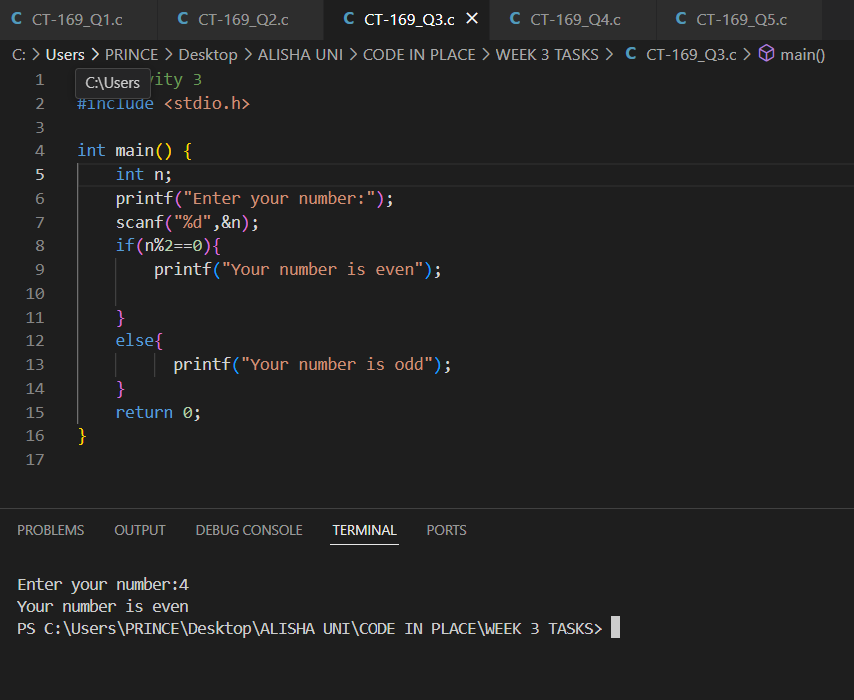 C CT-169_Q1.c C CT-169_Q2.c C CT-169_Q3.c × C CT-169_Q4.c C CT-169_Q5.c
C: > Users > PRINCE > Desktop > ALISHA UNI > CODE IN PLACE > WEEK 3 TASKS > C CT-169_Q3.c > main()
C:\Users
1 vity 3
2 #include <stdio.h>
3
4 int main() {
5 int n;
6 printf("Enter your number:");
7 scanf("%d",&n);
8 if(n%2==0){
9 printf("Your number is even");
10
11 }
12 else{
13 printf("Your number is odd");
14 }
15 return 0;
16 }
17
PROBLEMS OUTPUT DEBUG CONSOLE TERMINAL PORTS
Enter your number:4
Your number is even
PS C:\Users\PRINCE\Desktop\ALISHA UNI\CODE IN PLACE\WEEK 3 TASKS>